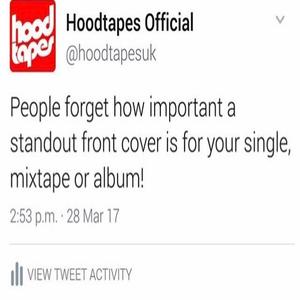 hood
tapes
Hoodtapes Official
@hoodtapesuk
People forget how important a
standout front cover is for your single,
mixtape or album!
2:53 p.m. · 28 Mar 17
VIEW TWEET ACTIVITY